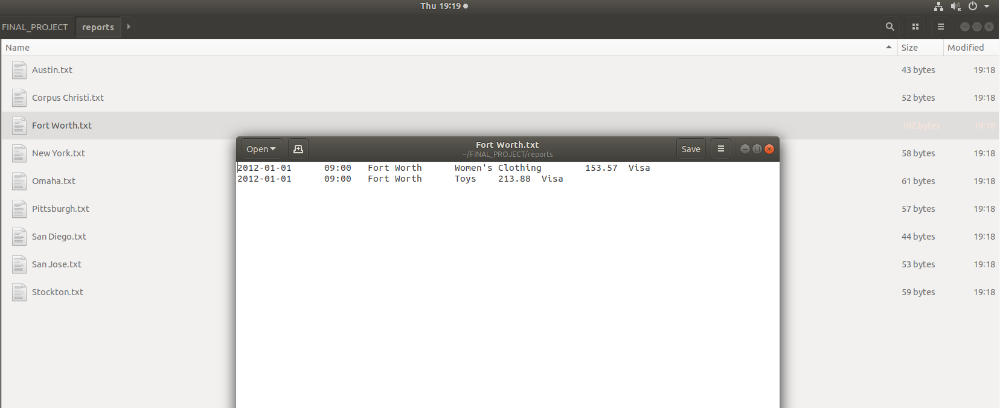 Thu 19:19
FINAL_PROJECT reports
Name Size Modified
Austin.txt 43 bytes 19:18
Corpus Christi.txt 52 bytes 19:18
Fort Worth.txt 102 bytes 19:18
New York.txt 58 bytes 19:18
Omaha.txt 61 bytes 19:18
Pittsburgh.txt 57 bytes 19:18
San Diego.txt 44 bytes 19:18
San Jose.txt 53 bytes 19:18
Stockton.txt 59 bytes 19:18
Open Fort Worth.txt Save
~/FINAL_PROJECT/reports
2012-01-01 09:00 Fort Worth Women's Clothing 153.57 Visa
2012-01-01 09:00 Fort Worth Toys 213.88 Visa